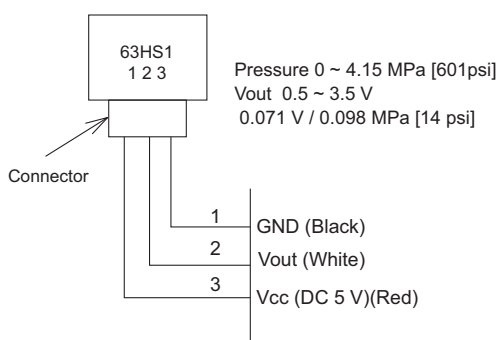 63HS1
1 2 3
Pressure 0 ~ 4.15 MPa [601psi]
Vout 0.5 ~ 3.5 V
0.071 V / 0.098 MPa [14 psi]
Connector
1
GND (Black)
2
Vout (White)
3
Vcc (DC 5 V)(Red)